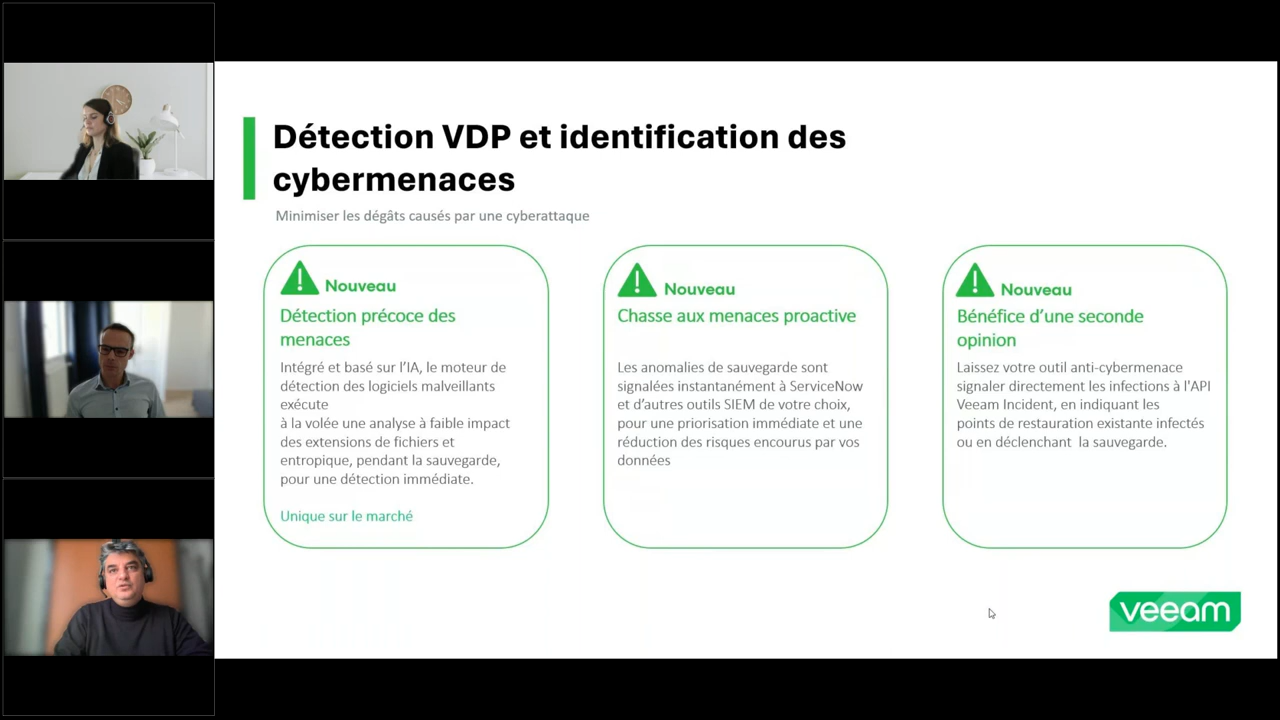 Détection VDP et identification des
cybermenaces
Minimiser les dégâts causés par une cyberattaque
Nouveau
Détection précoce des
menaces
Intégré et basé sur l’IA, le moteur de
détection des logiciels malveillants
exécute
à la volée une analyse à faible impact
des extensions de fichiers et
entropique, pendant la sauvegarde,
pour une détection immédiate.
Unique sur le marché
Nouveau
Chasse aux menaces proactive
Les anomalies de sauvegarde sont
signalées instantanément à ServiceNow
et d’autres outils SIEM de votre choix,
pour une priorisation immédiate et une
réduction des risques encourus par vos
données
Nouveau
Bénéfice d’une seconde
opinion
Laissez votre outil anti-cybermenace
signaler directement les infections à l'API
Veeam Incident, en indiquant les
points de restauration existante infectés
ou en déclenchant  la sauvegarde.
veeam